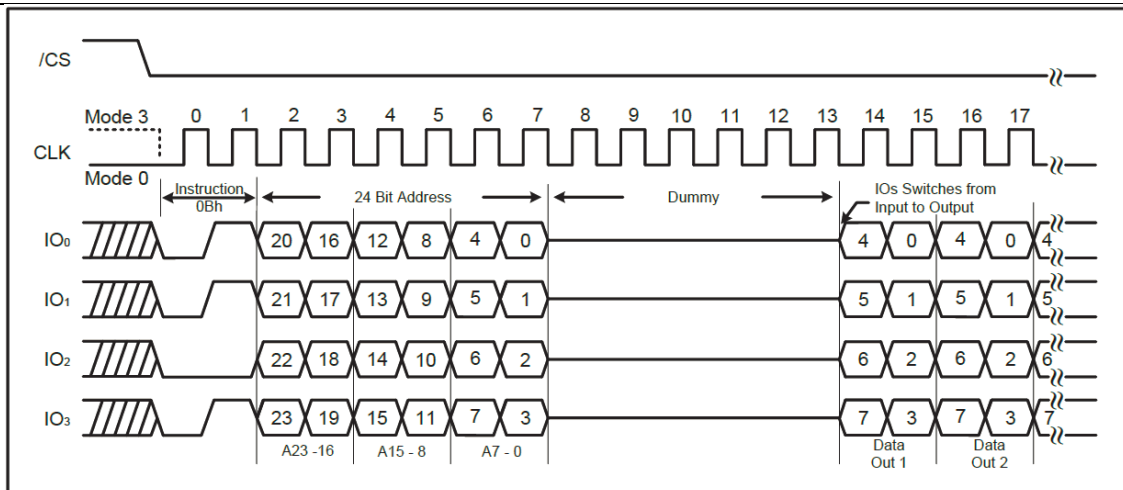 /CS
Mode 3 0 1 2 3 4 5 6 7 8 9 10 11 12 13 14 15 16 17
CLK
Mode 0
Instruction
0Bh
24 Bit Address
Dummy
IOs Switches from
Input to Output
IO₀ 20 16 12 8 4 0 4 0 4 0 4
IO₁ 21 17 13 9 5 1 5 1 5 1 5
IO₂ 22 18 14 10 6 2 6 2 6 2 6
IO₃ 23 19 15 11 7 3 7 3 7 3 7
A23 -16 A15 - 8 A7 - 0
Data
Out 1
Data
Out 2